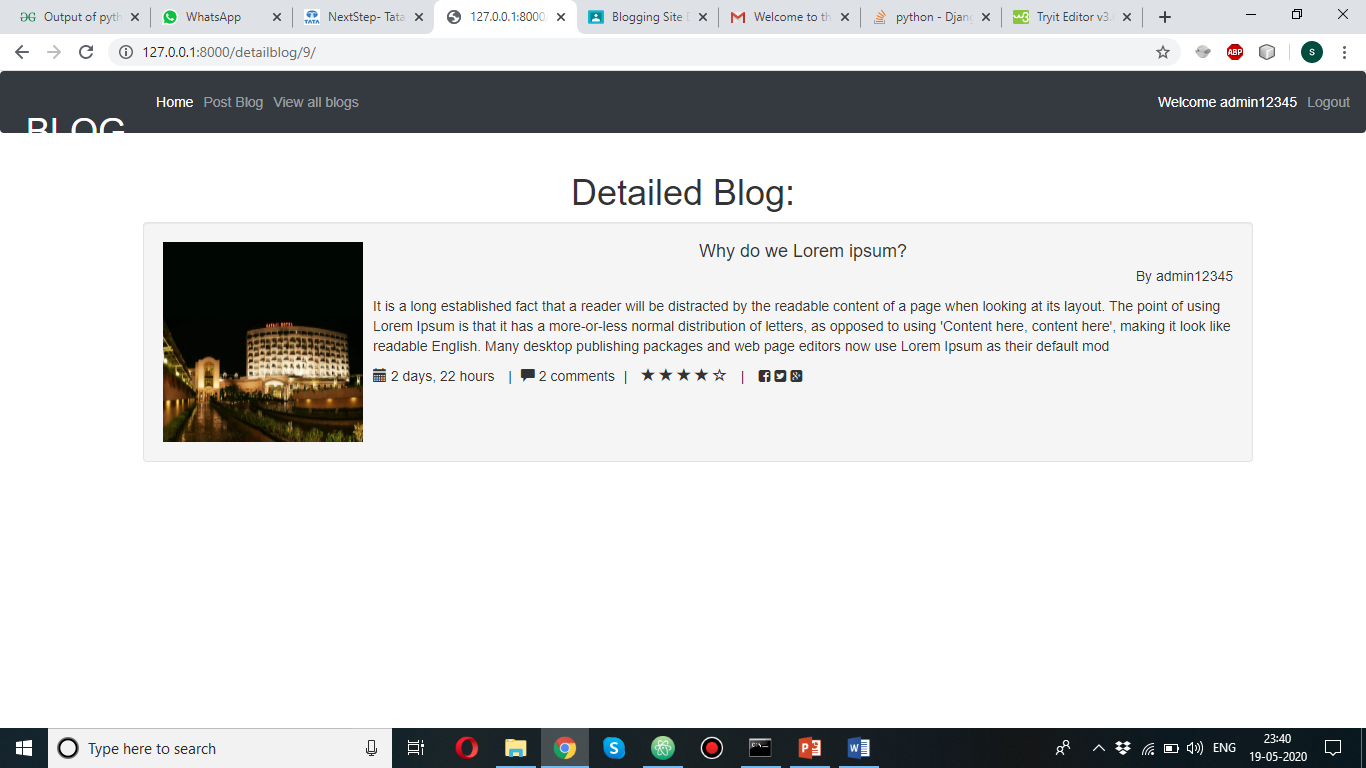 Output of pyth
WhatsApp
NextStep- Tata
127.0.0.1:8000
Blogging Site D
Welcome to th
python - Djang
Tryit Editor v3.
127.0.0.1:8000/detailblog/9/
ABP
S
BLOG
Home Post Blog View all blogs
Welcome admin12345 Logout
Detailed Blog:
Why do we Lorem ipsum?
By admin12345
It is a long established fact that a reader will be distracted by the readable content of a page when looking at its layout. The point of using
Lorem Ipsum is that it has a more-or-less normal distribution of letters, as opposed to using 'Content here, content here', making it look like
readable English. Many desktop publishing packages and web page editors now use Lorem Ipsum as their default mod
2 days, 22 hours | 2 comments | ★★★★☆ |
Type here to search
ENG
23:40
19-05-2020